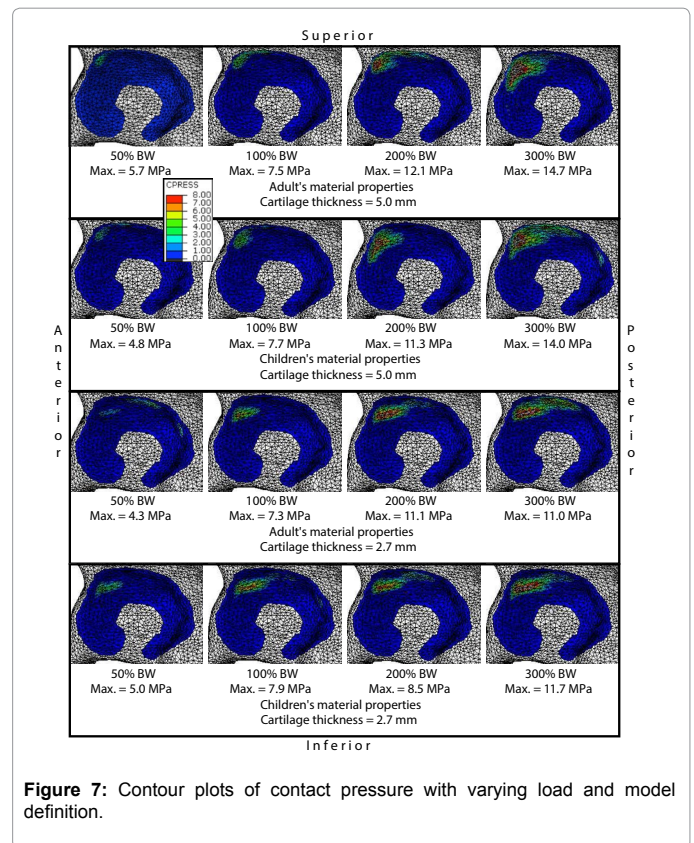 Superior
50% BW 100% BW 200% BW 300% BW
Max. = 5.7 MPa Max. = 7.5 MPa Max. = 12.1 MPa Max. = 14.7 MPa
Adult's material properties
Cartilage thickness = 5.0 mm
CPRESS
8.00
7.00
6.00
5.00
4.00
3.00
2.00
1.00
0.00
Anterior
Posterior
50% BW 100% BW 200% BW 300% BW
Max. = 4.8 MPa Max. = 7.7 MPa Max. = 11.3 MPa Max. = 14.0 MPa
Children's material properties
Cartilage thickness = 5.0 mm
50% BW 100% BW 200% BW 300% BW
Max. = 4.3 MPa Max. = 7.3 MPa Max. = 11.1 MPa Max. = 11.0 MPa
Adult's material properties
Cartilage thickness = 2.7 mm
50% BW 100% BW 200% BW 300% BW
Max. = 5.0 MPa Max. = 7.9 MPa Max. = 8.5 MPa Max. = 11.7 MPa
Children's material properties
Cartilage thickness = 2.7 mm
Inferior
Figure 7: Contour plots of contact pressure with varying load and model
definition.